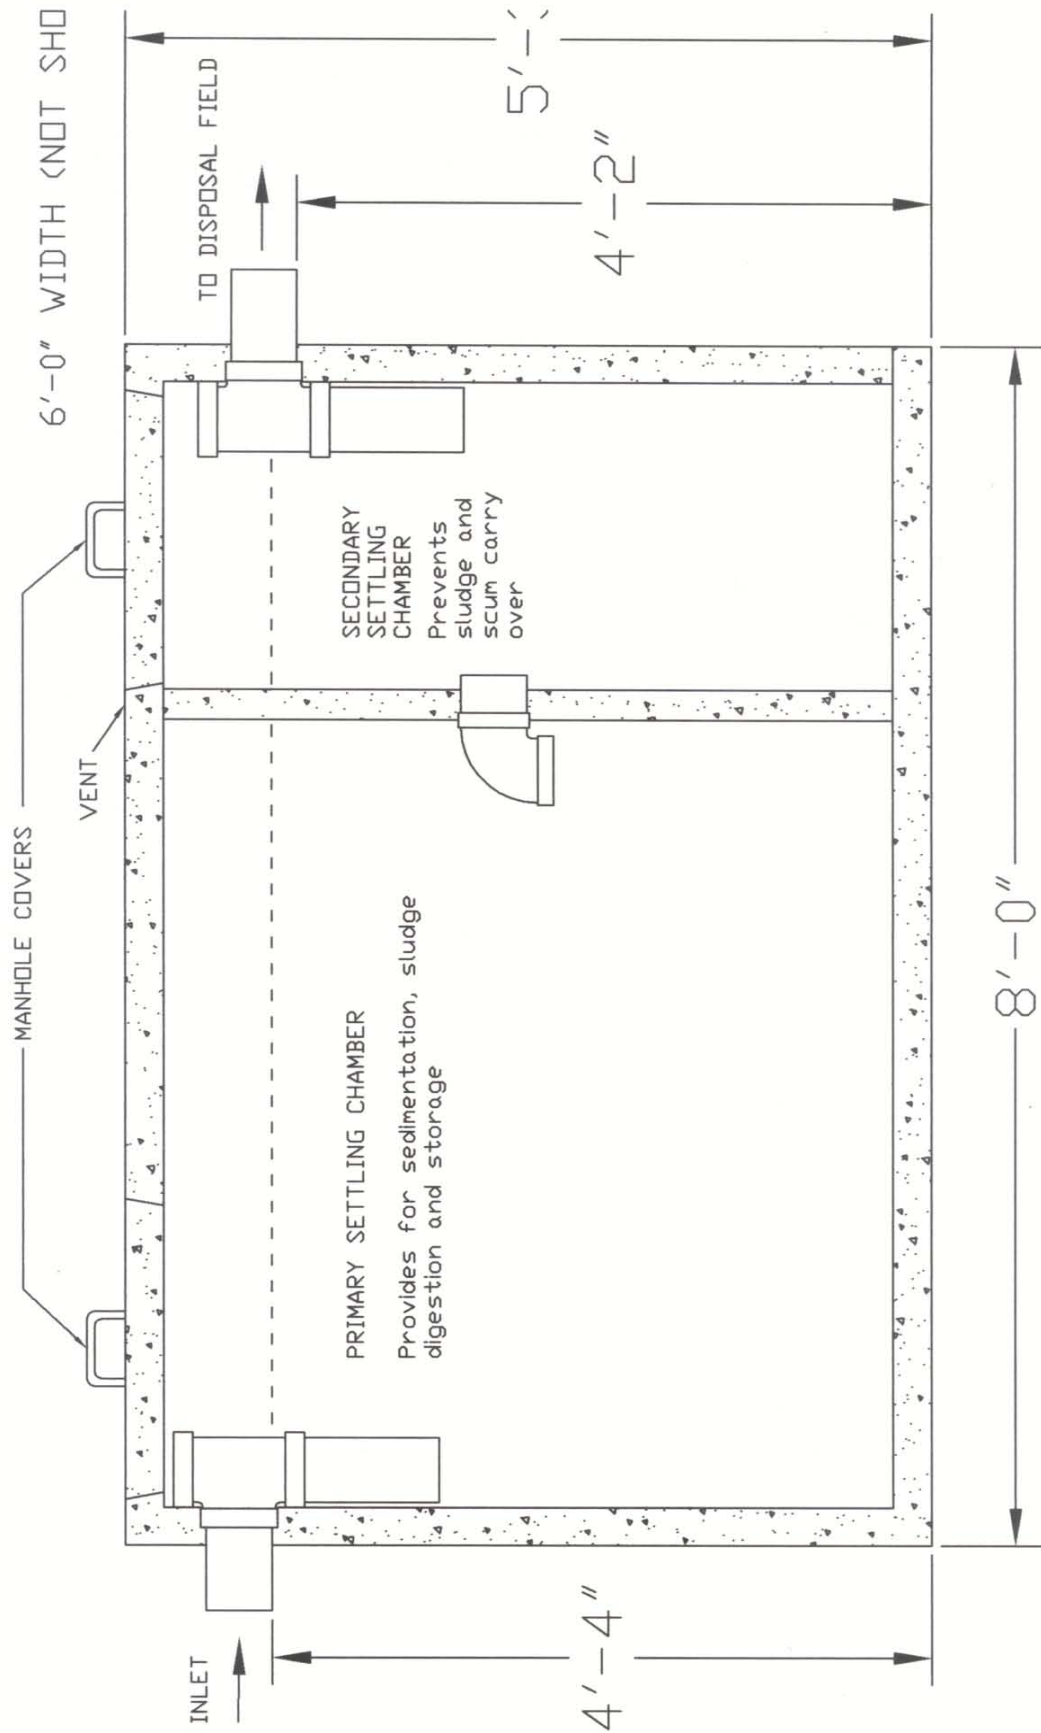 6'-0" WIDTH (NOT
MANHOLE COVERS
VENT
INLET
TO DISPOSAL FIELD
PRIMARY SETTLING CHAMBER
Provides for sedimentation, sludge
digestion and storage
SECONDARY
SETTLING
CHAMBER
Prevents
sludge and
scum carry
over
4'-4"
4'-2"
8'-0"